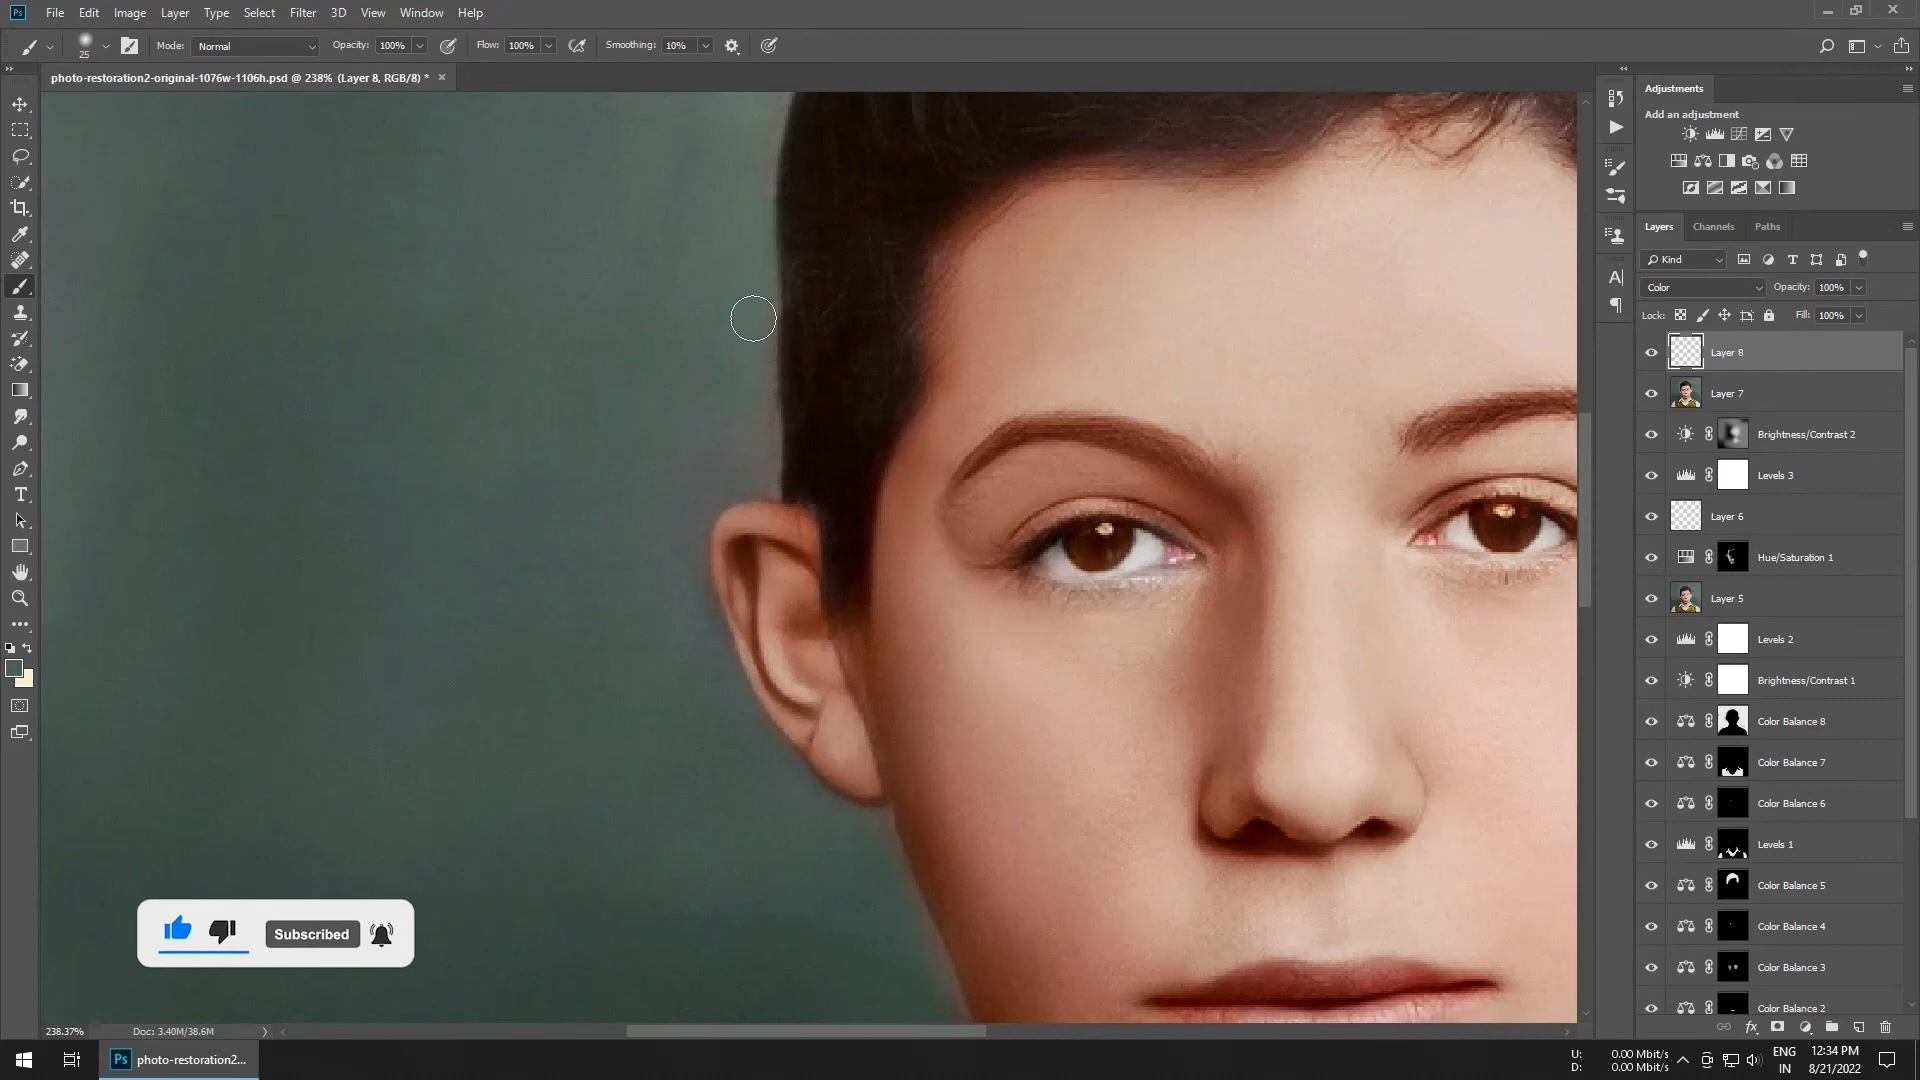 Ps File Edit Image Layer Type Select Filter 3D View Window Help
25 Mode: Normal Opacity: 100% Flow: 100% Smoothing: 10%
photo-restoration2-original-1076w-1106h.psd @ 238% (Layer 8, RGB/8) * ×
Adjustments
Add an adjustment
Layers Channels Paths
Kind
Color Opacity: 100%
Lock: Fill: 100%
Layer 8
Layer 7
Brightness/Contrast 2
Levels 3
Layer 6
Hue/Saturation 1
Layer 5
Levels 2
Brightness/Contrast 1
Color Balance 8
Color Balance 7
Color Balance 6
Levels 1
Color Balance 5
Color Balance 4
Color Balance 3
Color Balance 2
fx
Subscribed
238.37% Doc: 3.40M/38.6M
Ps photo-restoration2...
U: 0.00 Mbit/s
D: 0.00 Mbit/s
ENG
IN
12:34 PM
8/21/2022